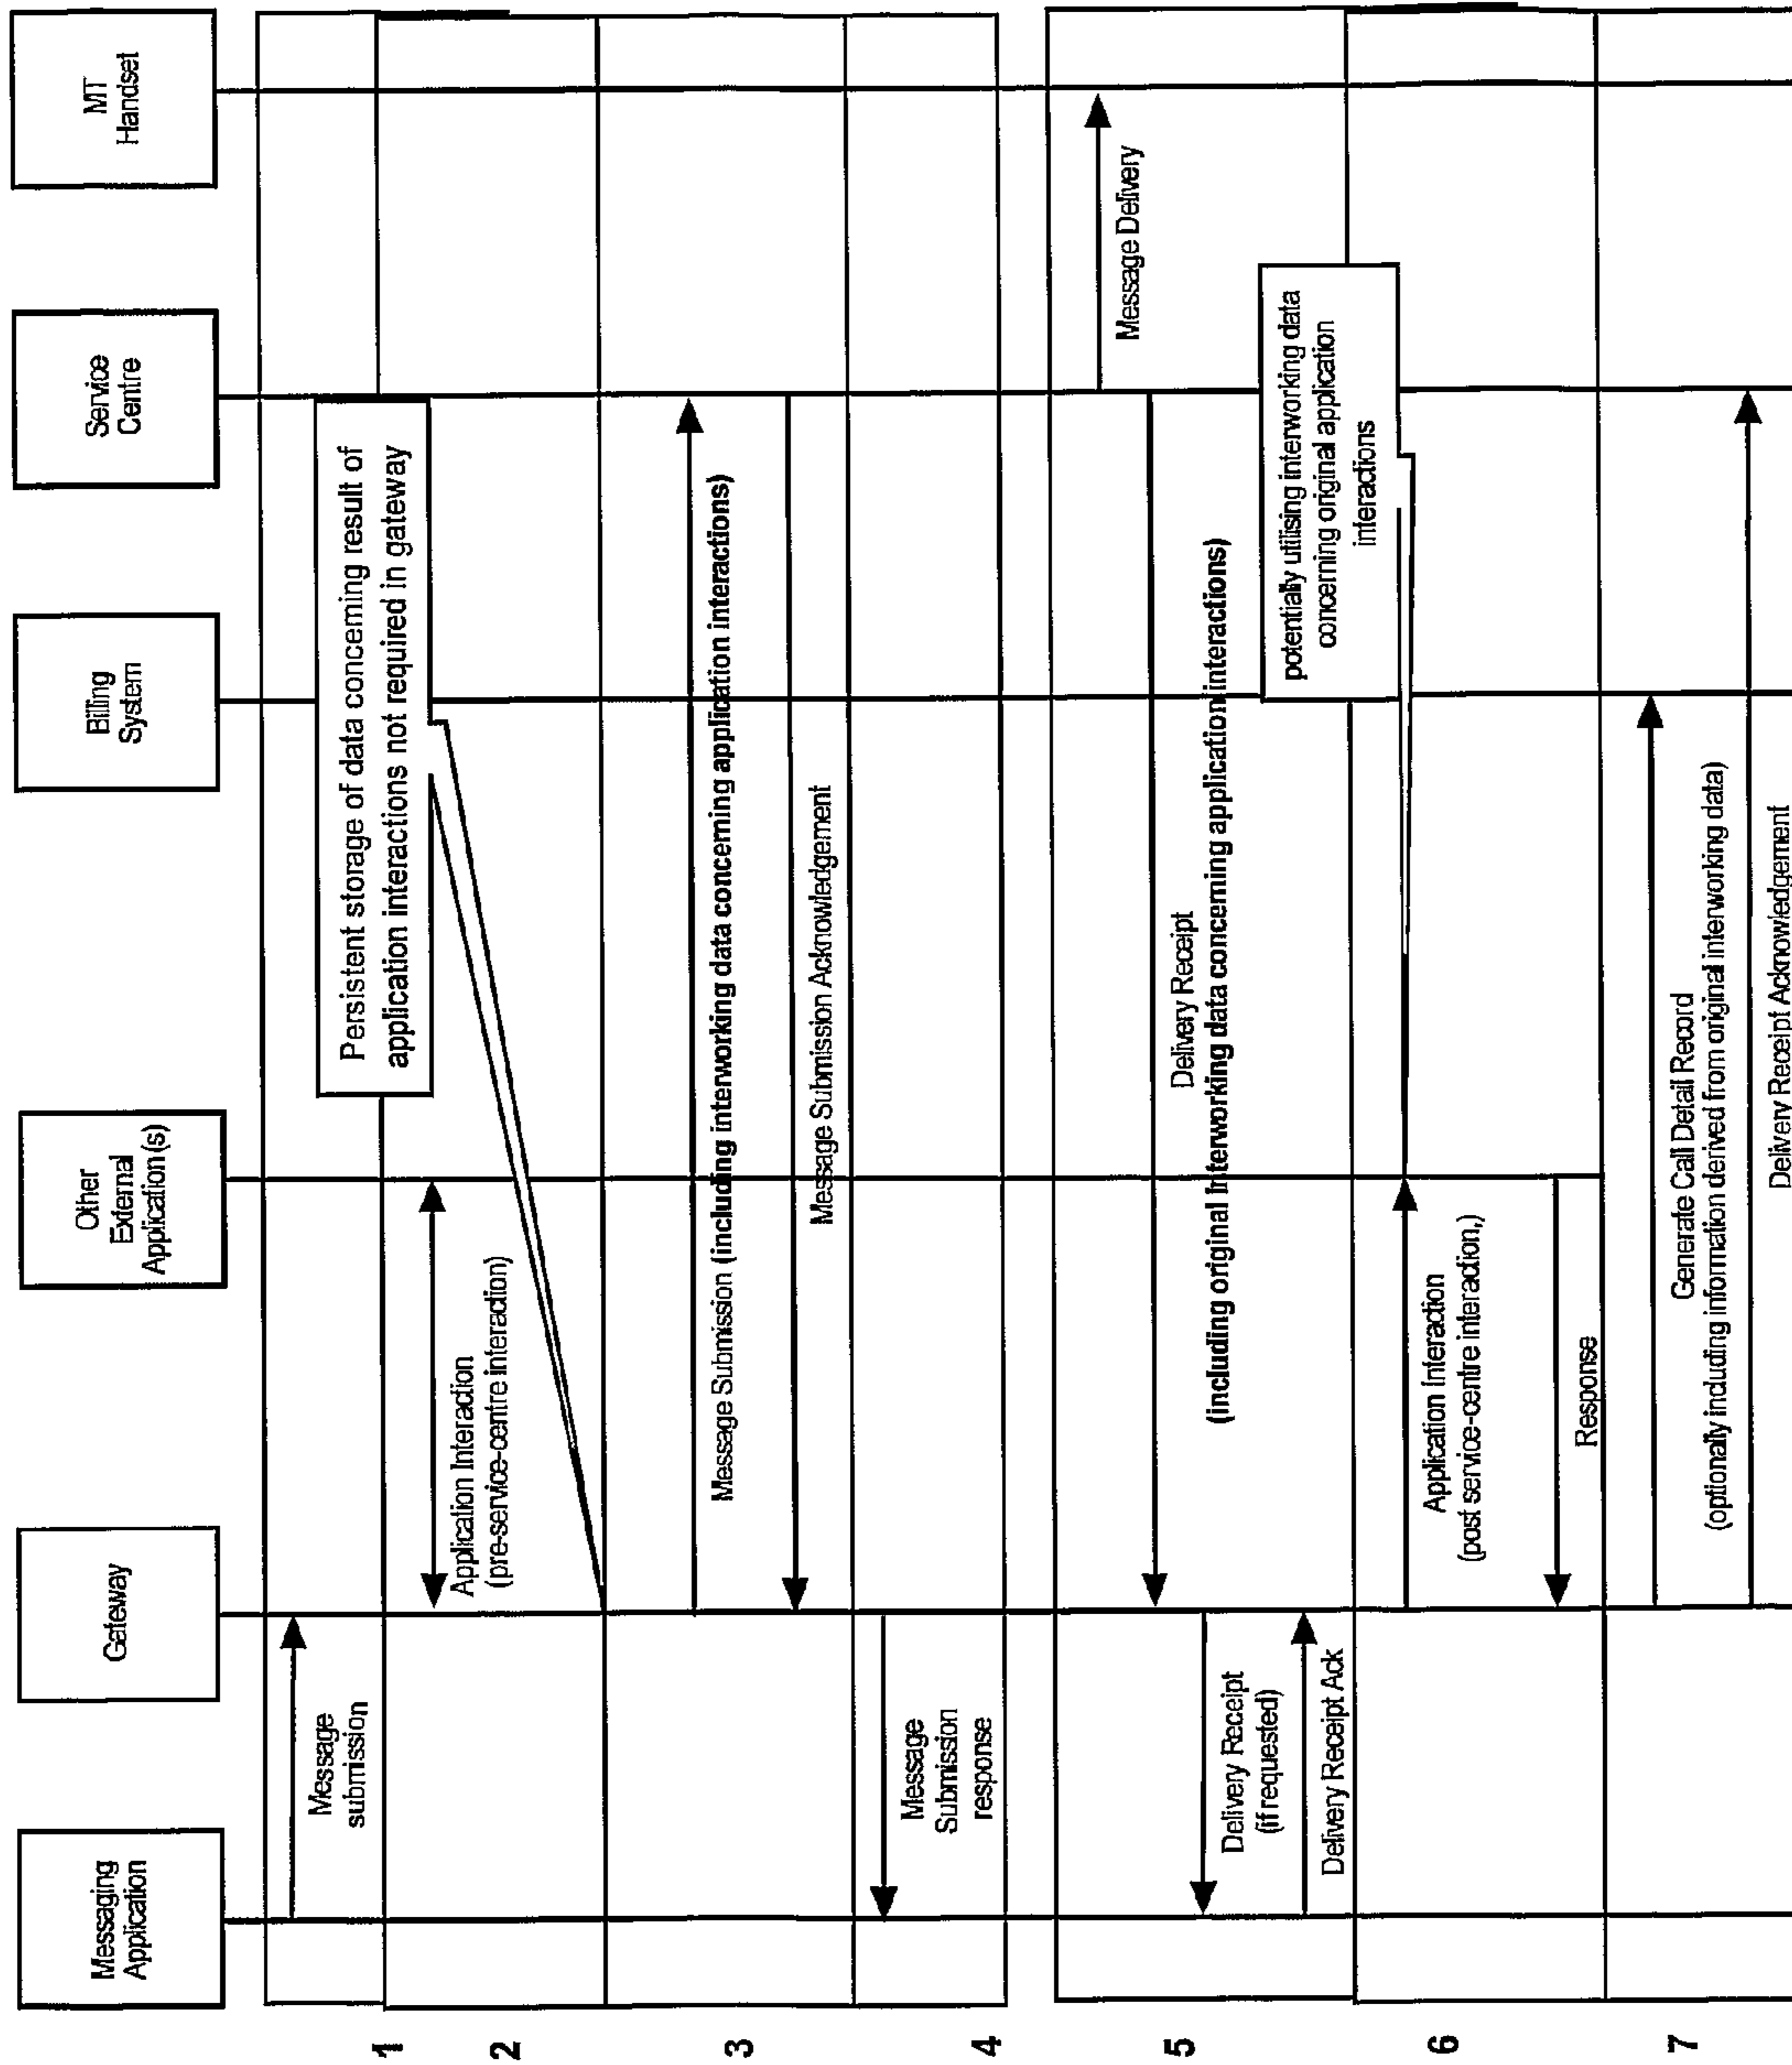 Messaging
Application
Gateway
Other
External
Application (s)
Billing
System
Service
Centre
MT
Handset
1
Message
submission
Persistent storage of data concerning result of
application interactions not required in gateway
2
Application Interaction
(pre-service-centre interaction)
3
Message Submission (including interworking data concerning application interactions)
Message Submission Acknowledgement
4
Message
Submission
response
5
Message Delivery
Delivery Receipt
(including original interworking data concerning application interactions)
Delivery Receipt
(if requested)
Delivery Receipt Ack
potentially utilising interworking data
concerning original application
interactions
6
Application Interaction
(post service-centre interaction,)
Response
7
Generate Call Detail Record
(optionally including information derived from original interworking data)
Delivery Receipt Acknowledgement